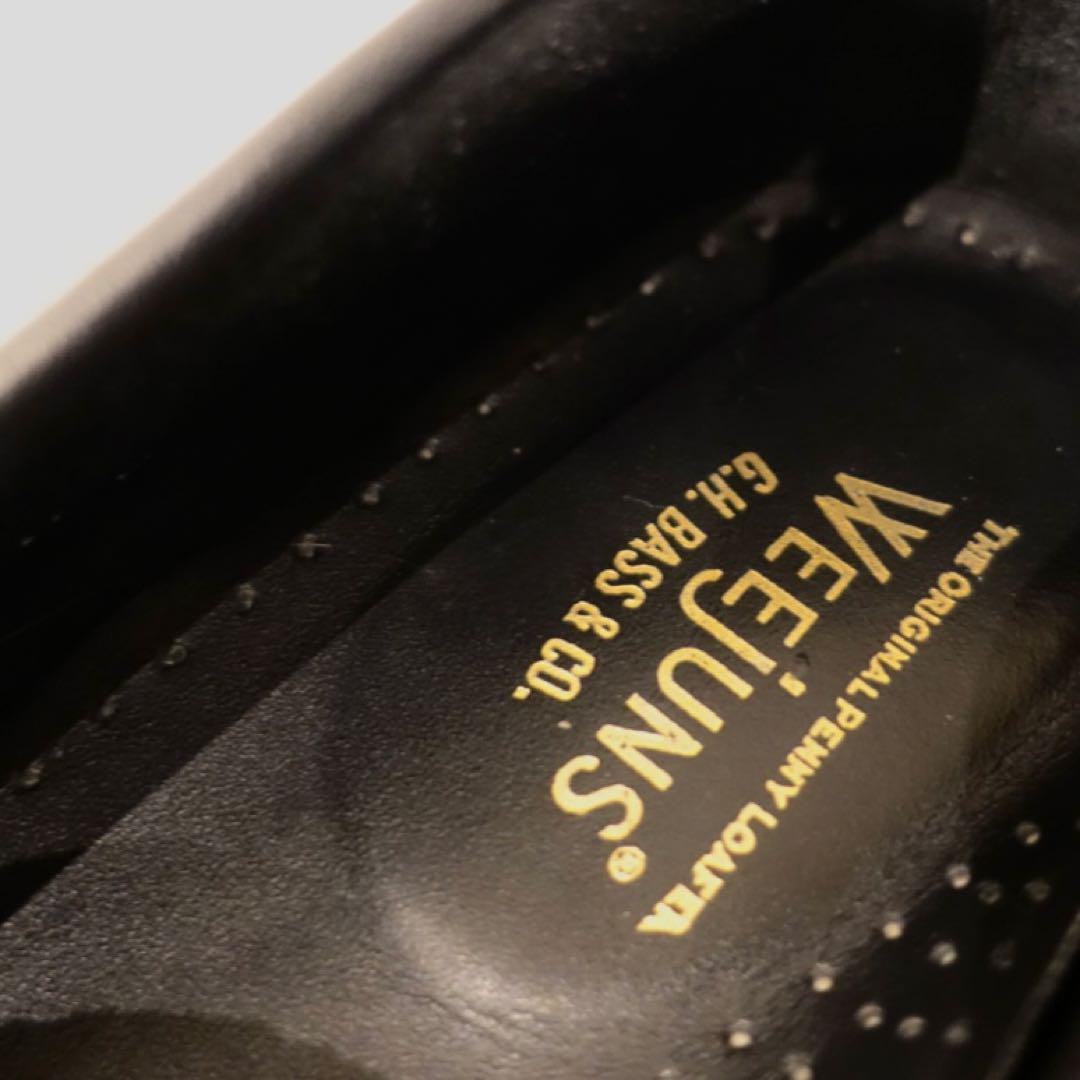 G.H. BASS & CO.
WEEJUNS®
THE ORIGINAL PENNY LOAFER